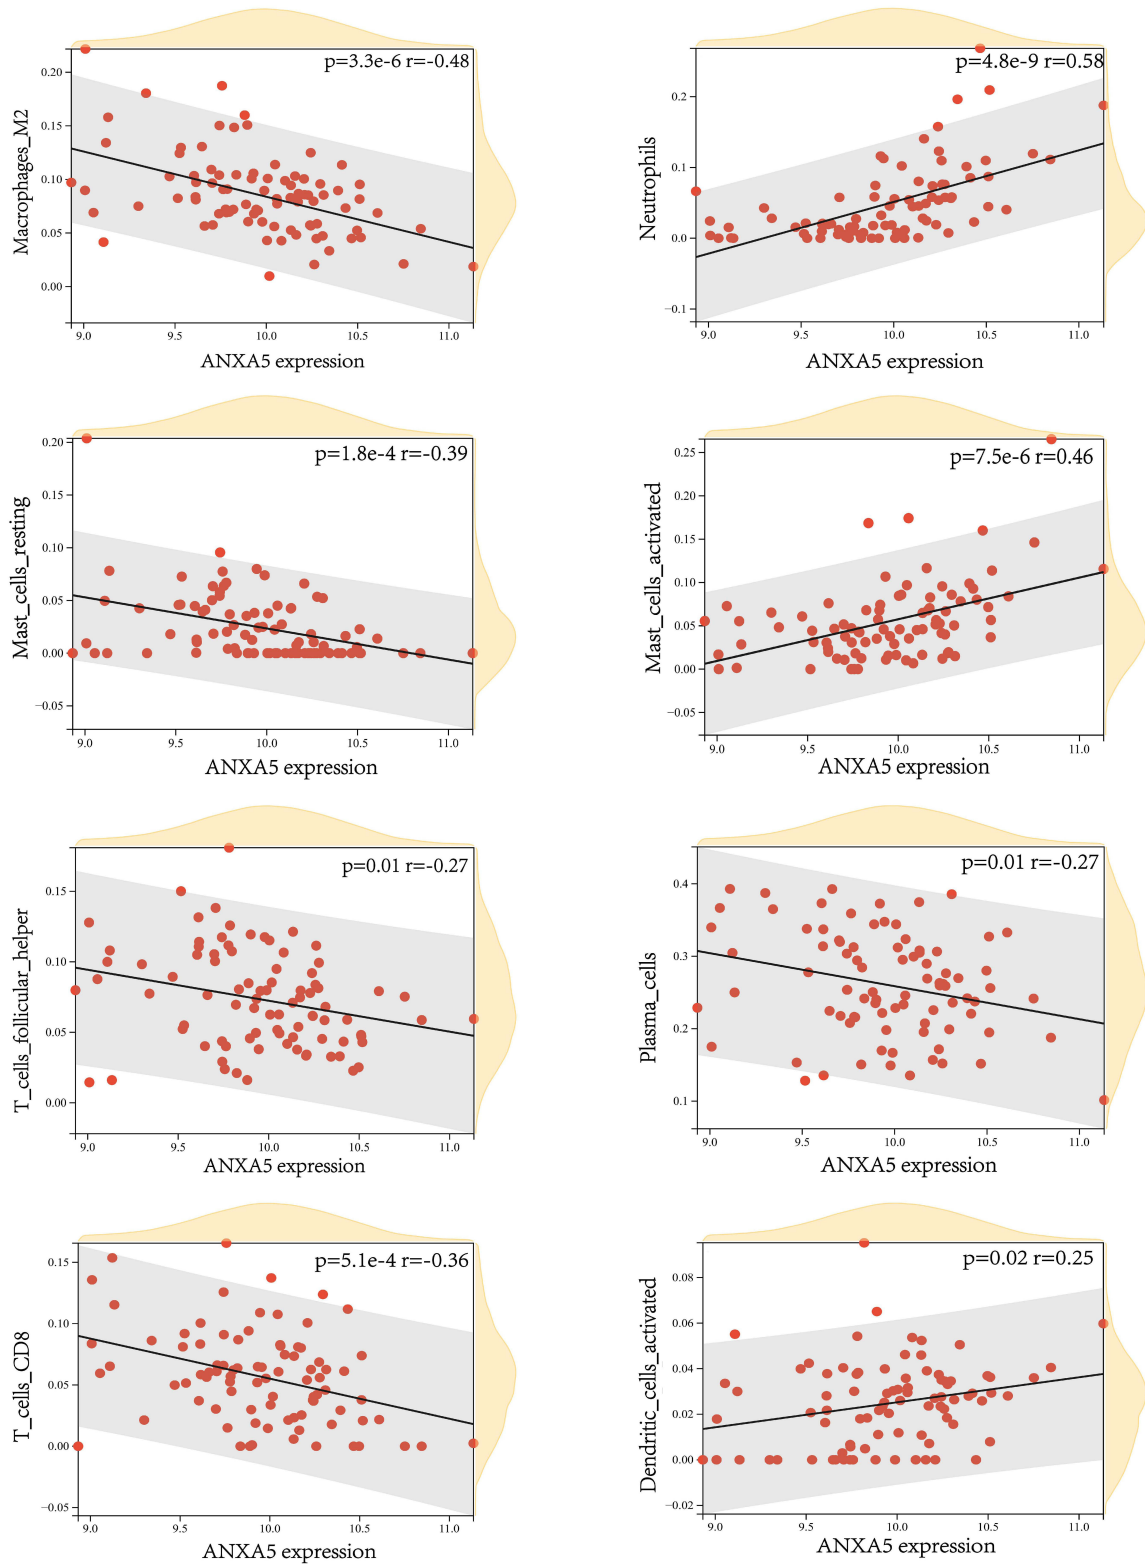 p=3.3e-6 r=-0.48
Macrophages_M2
0.20
0.15
0.10
0.05
0.00
9.0 9.5 10.0 10.5 11.0
ANXA5 expression
p=4.8e-9 r=0.58
Neutrophils
0.2
0.1
0.0
−0.1
9.0 9.5 10.0 10.5 11.0
ANXA5 expression
p=1.8e-4 r=-0.39
Mast_cells_resting
0.20
0.15
0.10
0.05
0.00
−0.05
9.0 9.5 10.0 10.5 11.0
ANXA5 expression
p=7.5e-6 r=0.46
Mast_cells_activated
0.25
0.20
0.15
0.10
0.05
0.00
−0.05
9.0 9.5 10.0 10.5 11.0
ANXA5 expression
p=0.01 r=-0.27
T_cells_follicular_helper
0.15
0.10
0.05
0.00
9.0 9.5 10.0 10.5 11.0
ANXA5 expression
p=0.01 r=-0.27
Plasma_cells
0.4
0.3
0.2
0.1
9.0 9.5 10.0 10.5 11.0
ANXA5 expression
p=5.1e-4 r=-0.36
T_cells_CD8
0.15
0.10
0.05
0.00
−0.05
9.0 9.5 10.0 10.5 11.0
ANXA5 expression
p=0.02 r=0.25
Dendritic_cells_activated
0.08
0.06
0.04
0.02
0.00
−0.02
9.0 9.5 10.0 10.5 11.0
ANXA5 expression